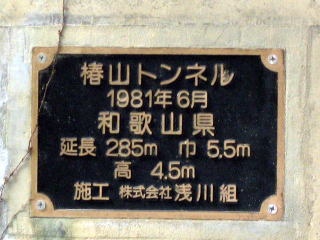 椿山トンネル
1981年6月
和歌山県
延長 285m 巾 5.5m
高 4.5m
施工 株式会社 浅川組